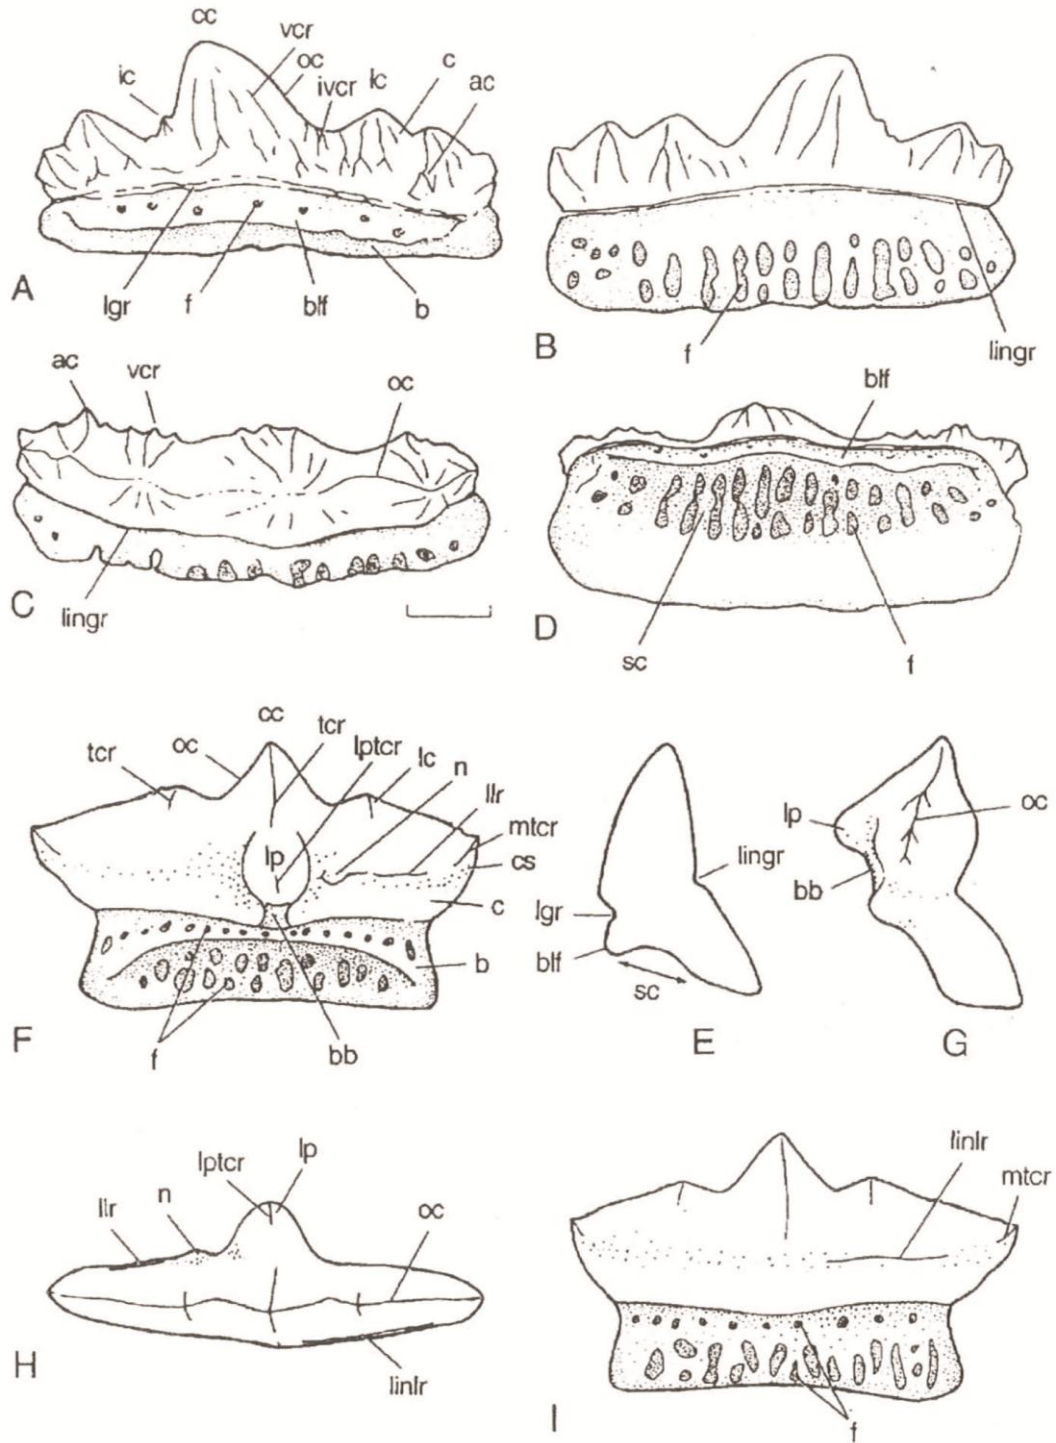 cc
vcr
oc
ic
ivcr
lc
c
ac
A
lgr
f
blf
b
B
f
lingr
ac
vcr
oc
C
lingr
blf
D
sc
f
cc
tcr
oc
tcr
lptcr
lc
n
llr
mtcr
cs
lp
c
b
F
f
bb
lingr
lgr
blf
sc
E
lp
oc
bb
G
lptcr
lp
n
llr
oc
H
linlr
linlr
mtcr
I
f